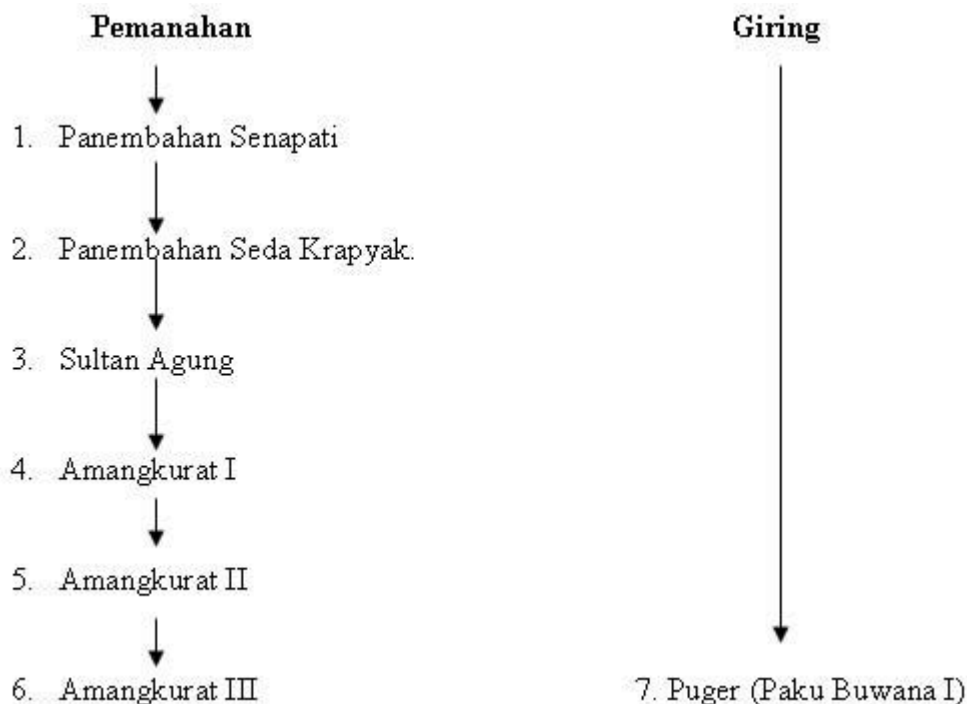 Pemanahan
Giring
1. Panembahan Senapati
2. Panembahan Seda Krapyak.
3. Sultan Agung
4. Amangkurat I
5. Amangkurat II
6. Amangkurat III
7. Puger (Paku Buwana I)